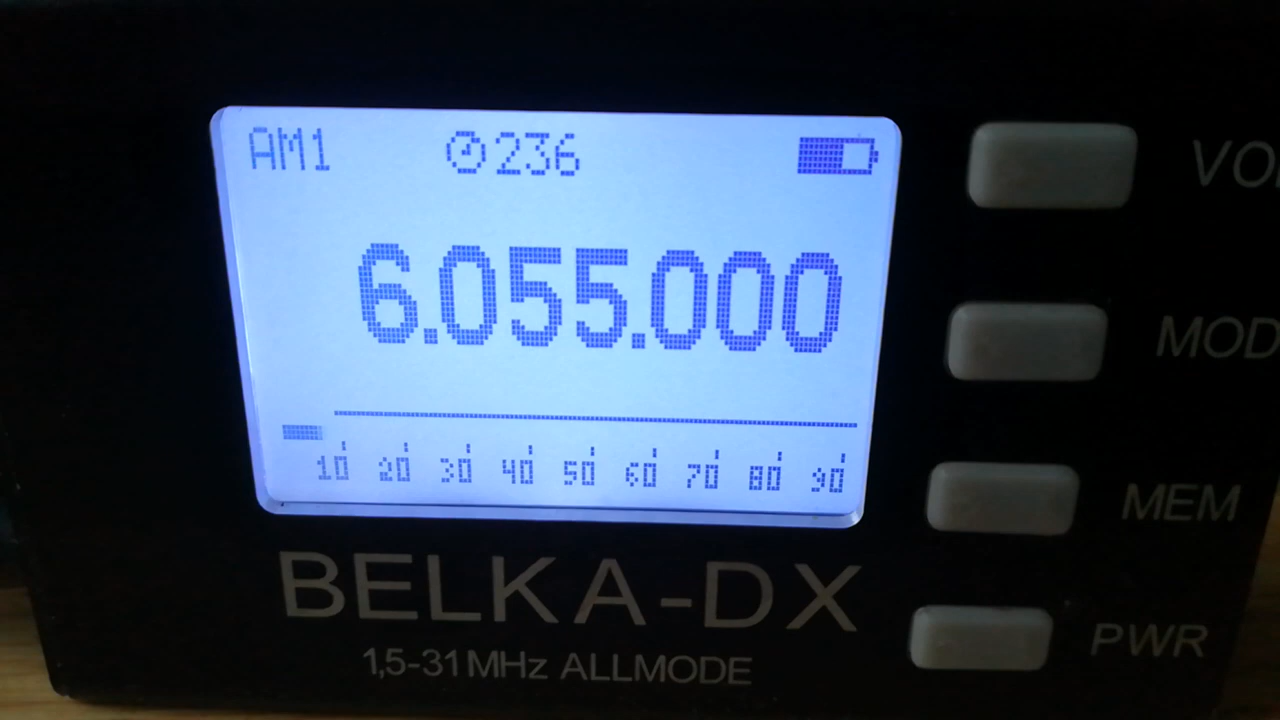 AM1 236
6.055.000
10 20 30 40 50 60 70 80 90
BELKA-DX
1,5-31 MHz ALLMODE
VO
MOD
MEM
PWR